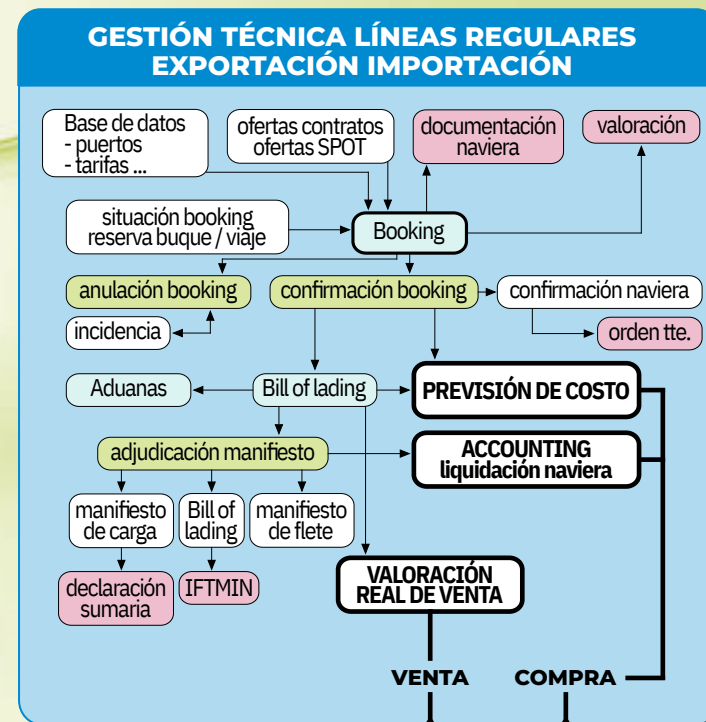 GESTIÓN TÉCNICA LÍNEAS REGULARES
EXPORTACIÓN IMPORTACIÓN
Base de datos
- puertos
- tarifas ...
ofertas contratos
ofertas SPOT
documentación
naviera
valoración
situación booking
reserva buque / viaje
Booking
anulación booking
confirmación booking
confirmación naviera
incidencia
orden tte.
Aduanas
Bill of lading
PREVISIÓN DE COSTO
adjudicación manifiesto
ACCOUNTING
liquidación naviera
manifiesto
de carga
Bill of
lading
manifiesto
de flete
declaración
sumaria
IFTMIN
VALORACIÓN
REAL DE VENTA
VENTA
COMPRA